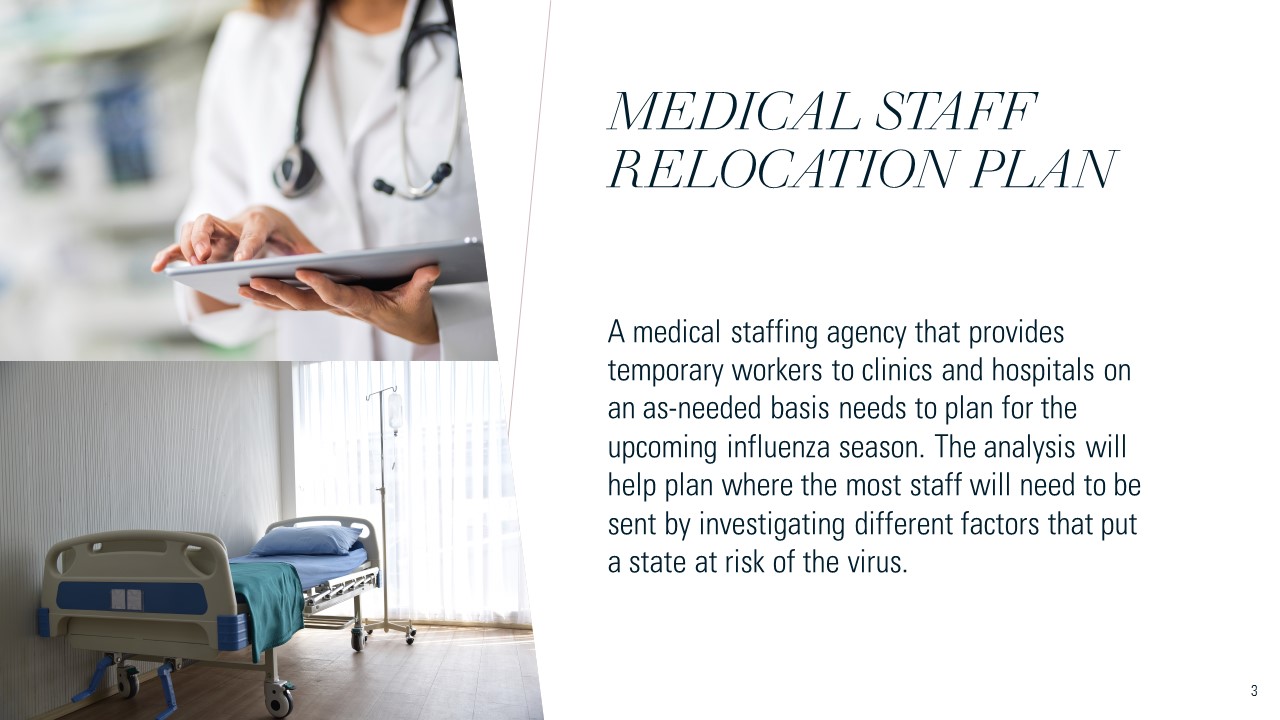 MEDICAL STAFF
RELOCATION PLAN
A medical staffing agency that provides
temporary workers to clinics and hospitals on
an as-needed basis needs to plan for the
upcoming influenza season. The analysis will
help plan where the most staff will need to be
sent by investigating different factors that put
a state at risk of the virus.
3